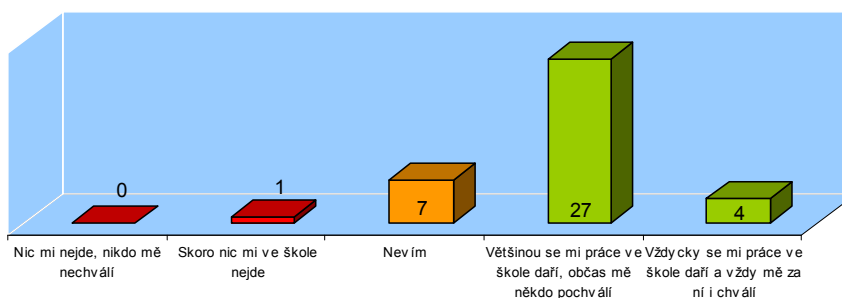 0
1
7
27
4
Nic mi nejde, nikdo mě
nechválí
Skoro nic mi ve škole
nejde
Nevím
Většinou se mi práce ve
škole daří, občas mě
někdo pochválí
Vždycky se mi práce ve
škole daří a vždy mě za
ní i chválí